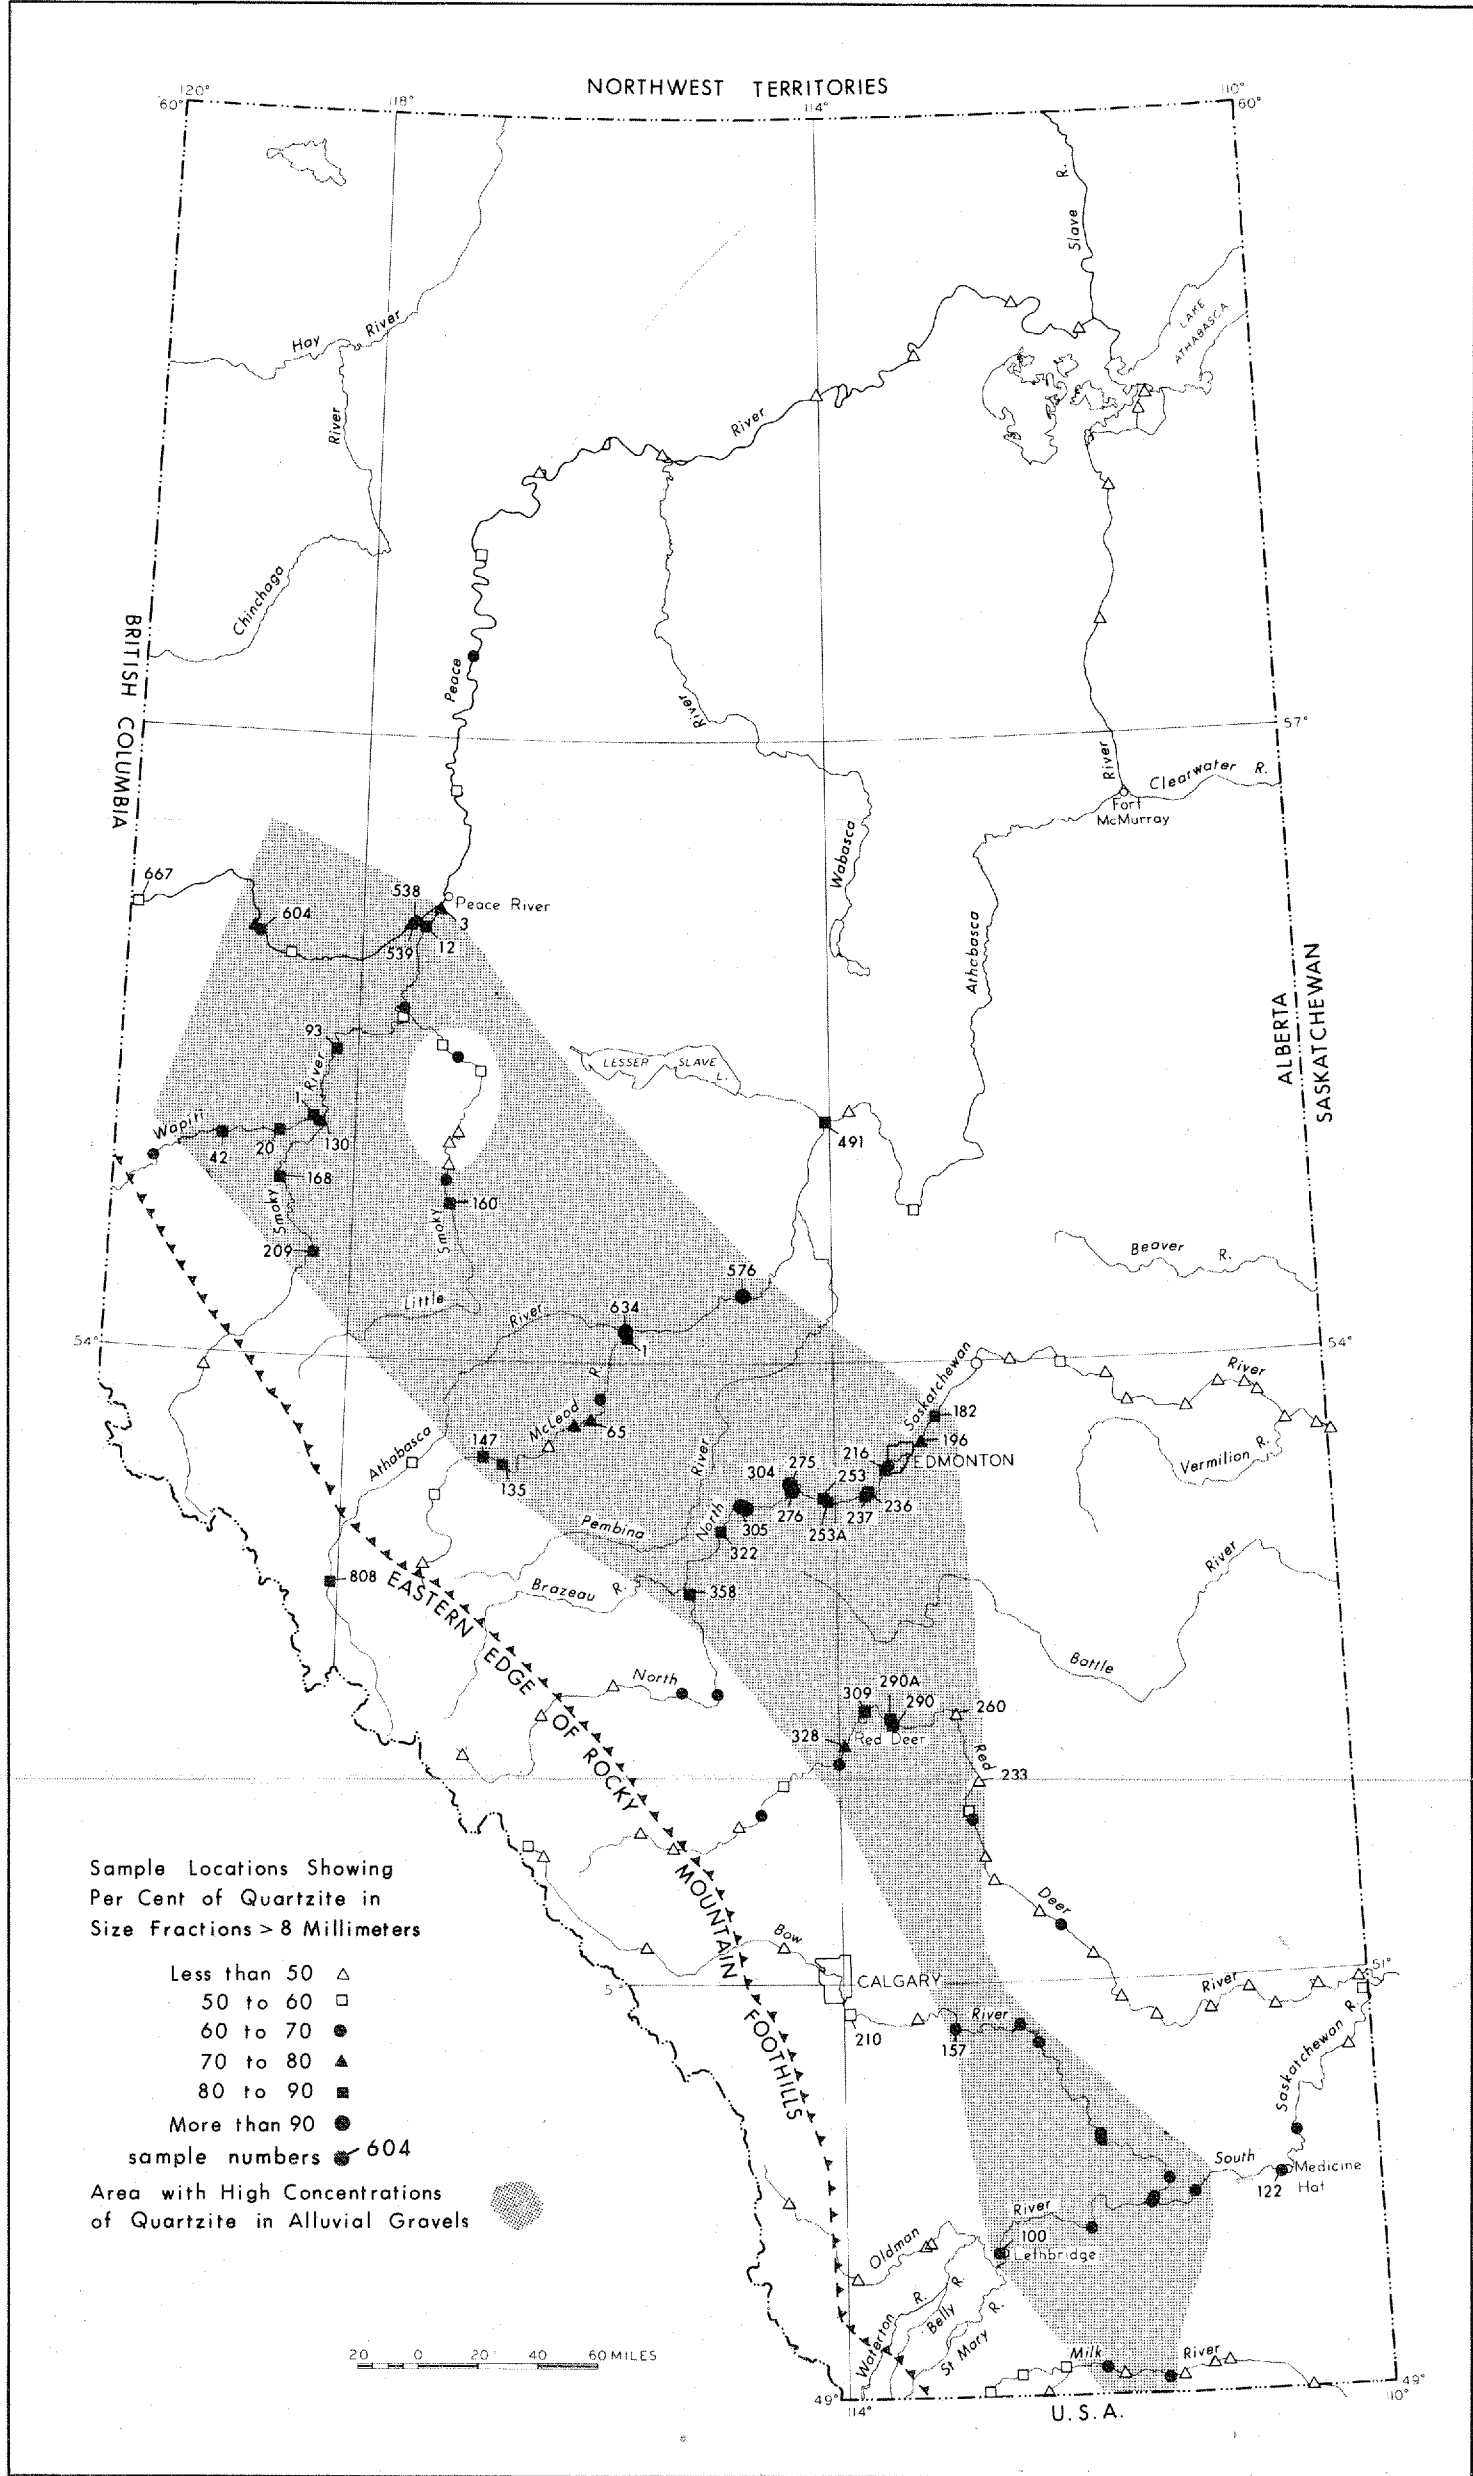 NORTHWEST TERRITORIES
120°
60°
118°
114°
110°
60°
Slave R.
LAKE ATHABASCA
Hay River
River
River
Chinchaga
BRITISH COLUMBIA
Peace
River
57°
River
Clearwater R.
Fort
McMurray
Wabasca
667
604
538
Peace River
3
539
12
Athabasca
ALBERTA
SASKATCHEWAN
93
River
LESSER SLAVE L.
1
Wapiti
42
20
130
491
168
Smoky
160
Smoky
209
Beaver R.
576
Little
River
634
54°
1
54°
R.
Saskatchewan
River
McLeod
65
182
147
Athabasca
135
River
196
216
EDMONTON
Vermilion R.
304
275
253
236
276
237
253A
305
North
322
Pembina
River
808
Brazeau R.
358
EASTERN EDGE OF ROCKY MOUNTAIN FOOTHILLS
Battle
North
309
290A
290
260
328
Red Deer
Red
233
Sample Locations Showing
Per Cent of Quartzite in
Size Fractions > 8 Millimeters
Less than 50
50 to 60
60 to 70
70 to 80
80 to 90
More than 90
sample numbers 604
Area with High Concentrations
of Quartzite in Alluvial Gravels
Deer
Bow
51°
CALGARY
River
River
210
157
Saskatchewan R.
South
Medicine
Hat
122
River
100
Lethbridge
Oldman
Waterton R.
Belly R.
St Mary R.
Milk River
20 0 20 40 60 MILES
49°
114°
U.S.A.
49°
110°